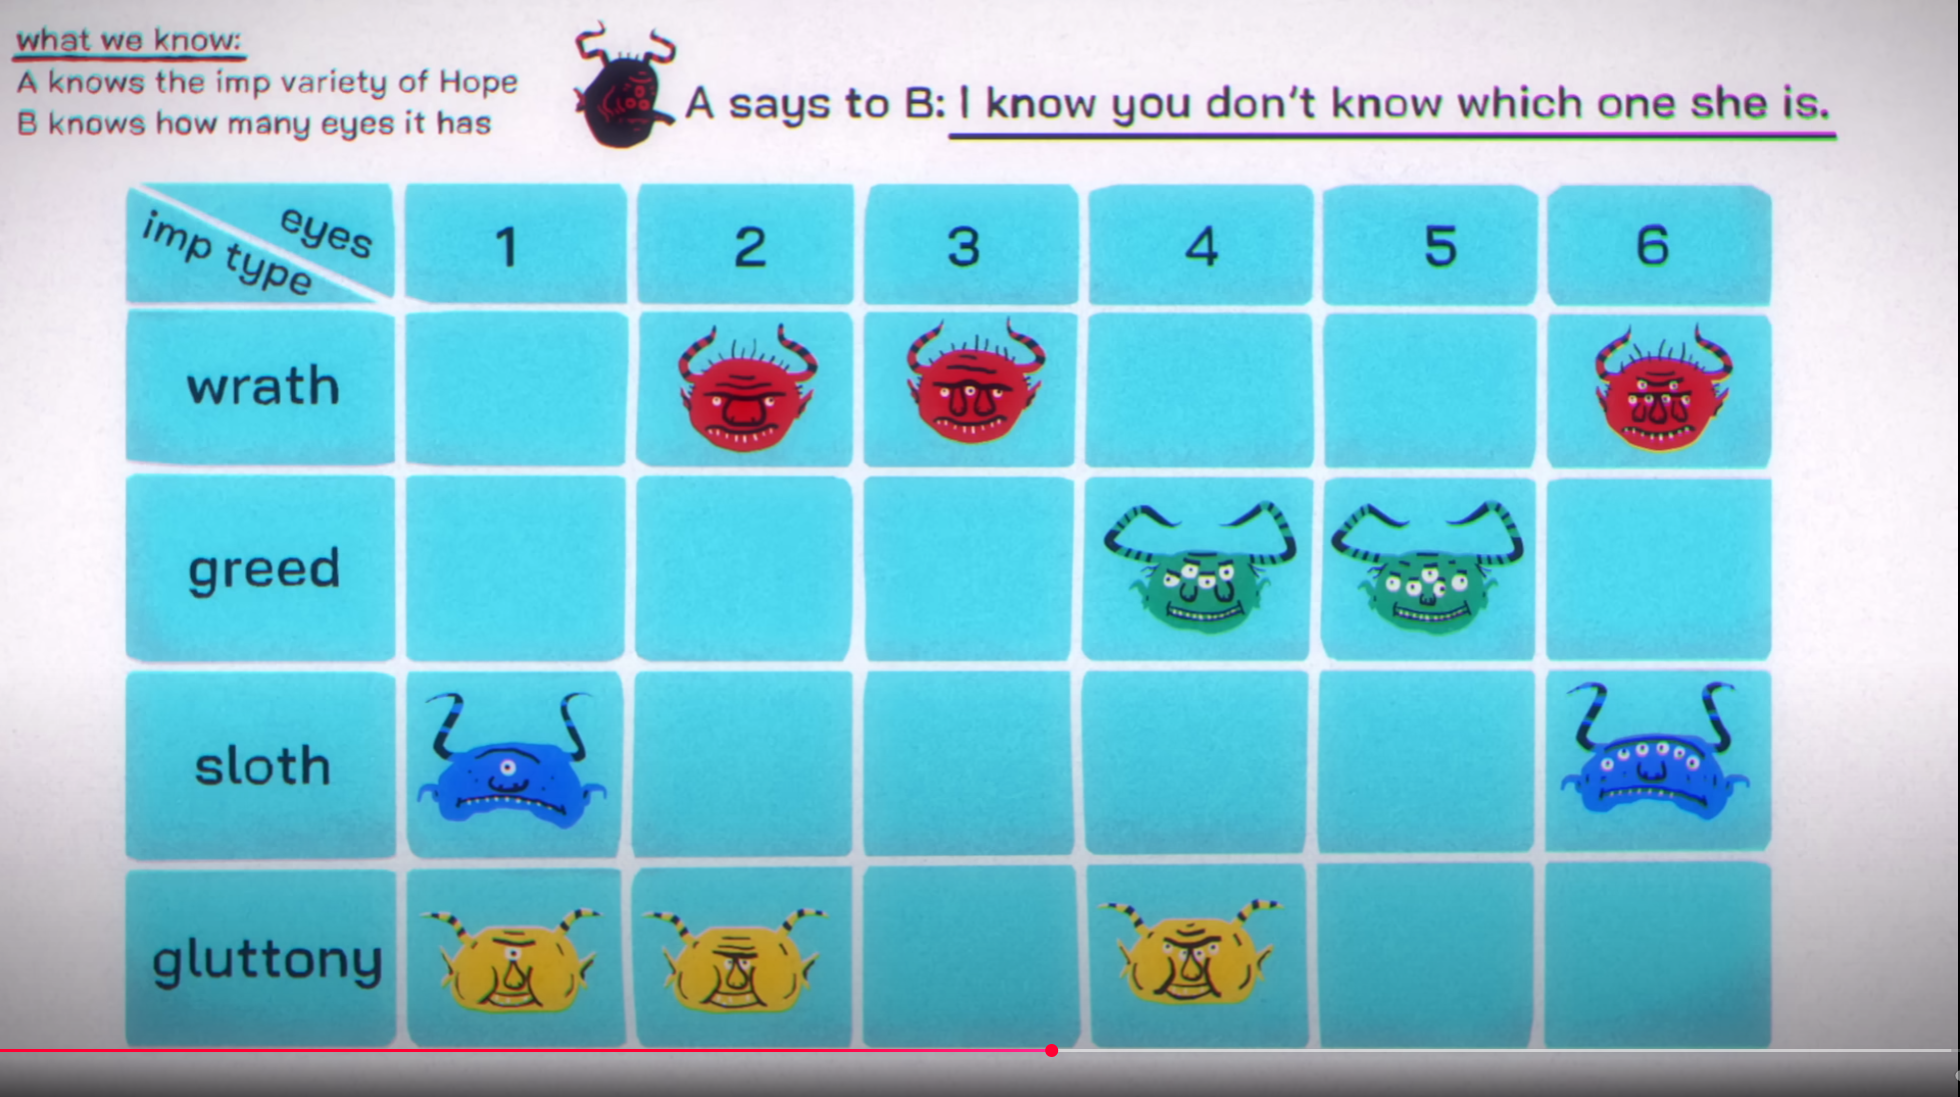 what we know:
A knows the imp variety of Hope
B knows how many eyes it has
A says to B: I know you don't know which one she is.
eyes
imp type
1 2 3 4 5 6
wrath
greed
sloth
gluttony